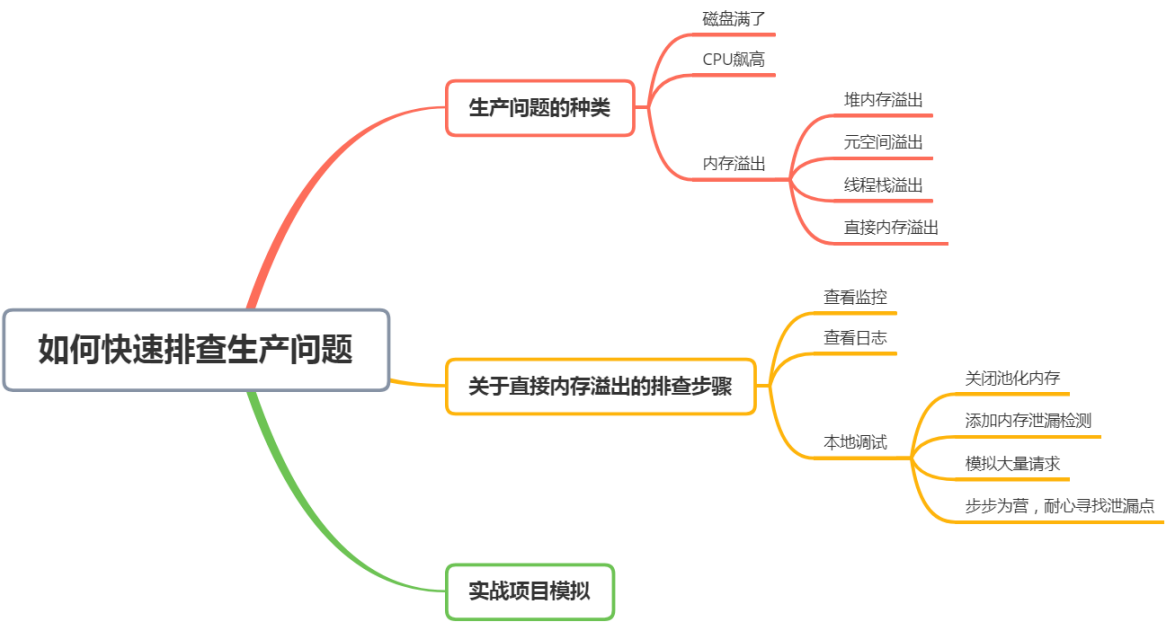 如何快速排查生产问题
生产问题的种类
磁盘满了
CPU飙高
内存溢出
堆内存溢出
元空间溢出
线程栈溢出
直接内存溢出
关于直接内存溢出的排查步骤
查看监控
查看日志
本地调试
关闭池化内存
添加内存泄漏检测
模拟大量请求
步步为营，耐心寻找泄漏点
实战项目模拟